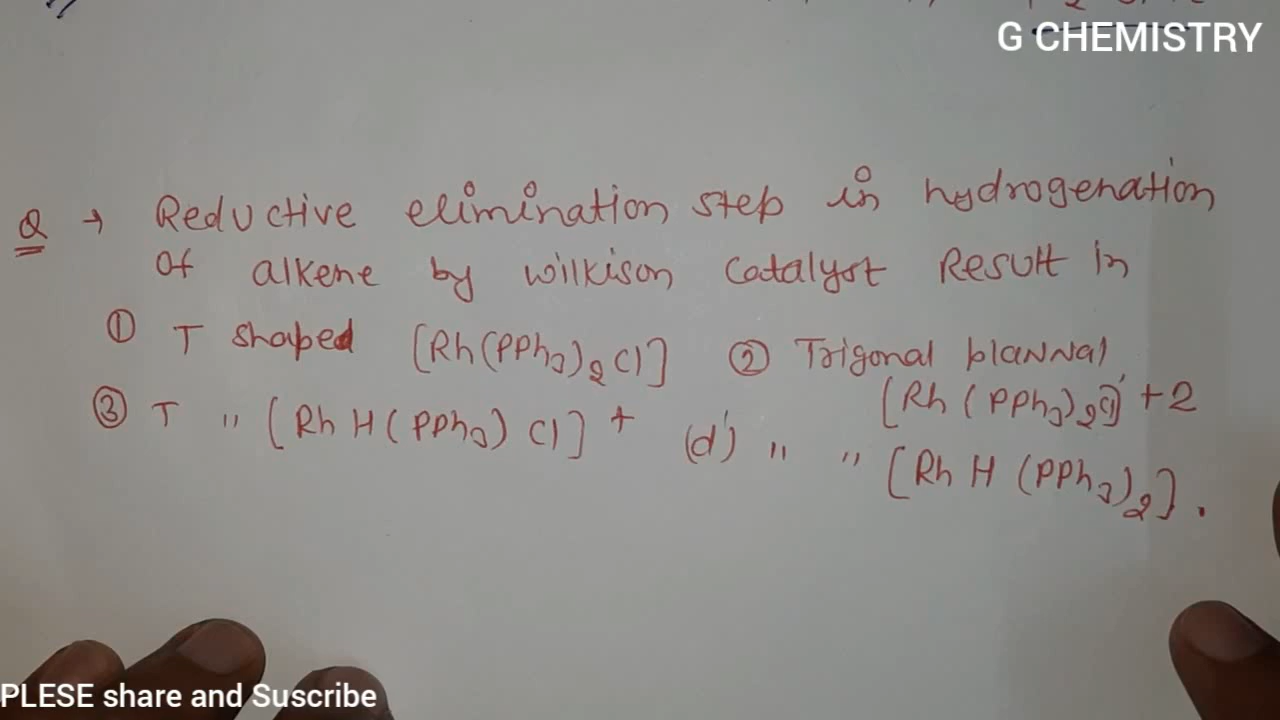 G CHEMISTRY
Q → Reductive elimination step in hydrogenation
of alkene by wilkison catalyst Result in
① T shaped [Rh(PPh3)2Cl] ② Trigonal plannal,
[Rh(PPh3)2Cl]+2
③ T " [RhH(PPh3)Cl]+ (d) " " [RhH(PPh3)2].
PLESE share and Suscribe